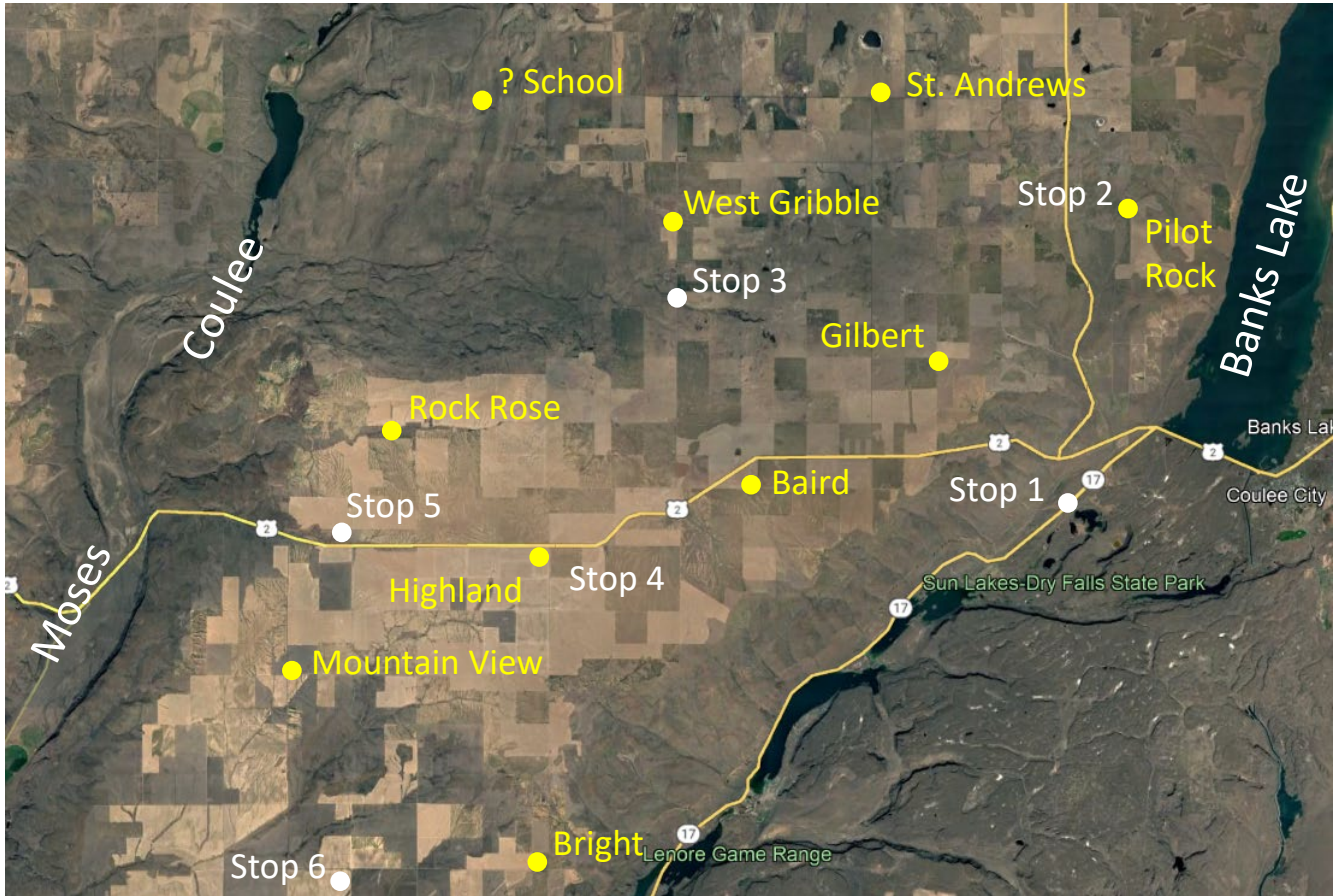 ? School
St. Andrews
West Gribble
Stop 2
Pilot
Rock
Banks Lake
Stop 3
Coulee
Gilbert
Rock Rose
2
Banks Lak
2
Baird
Stop 1
17
Coulee City
2
Stop 5
2
Moses
2
Highland
Stop 4
Sun Lakes-Dry Falls State Park
17
Mountain View
17
Bright
Lenore Game Range
Stop 6